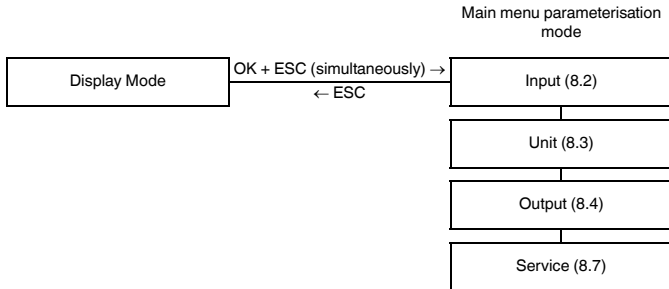 Main menu parameterisation
mode
Display Mode
OK + ESC (simultaneously) →
← ESC
Input (8.2)
Unit (8.3)
Output (8.4)
Service (8.7)